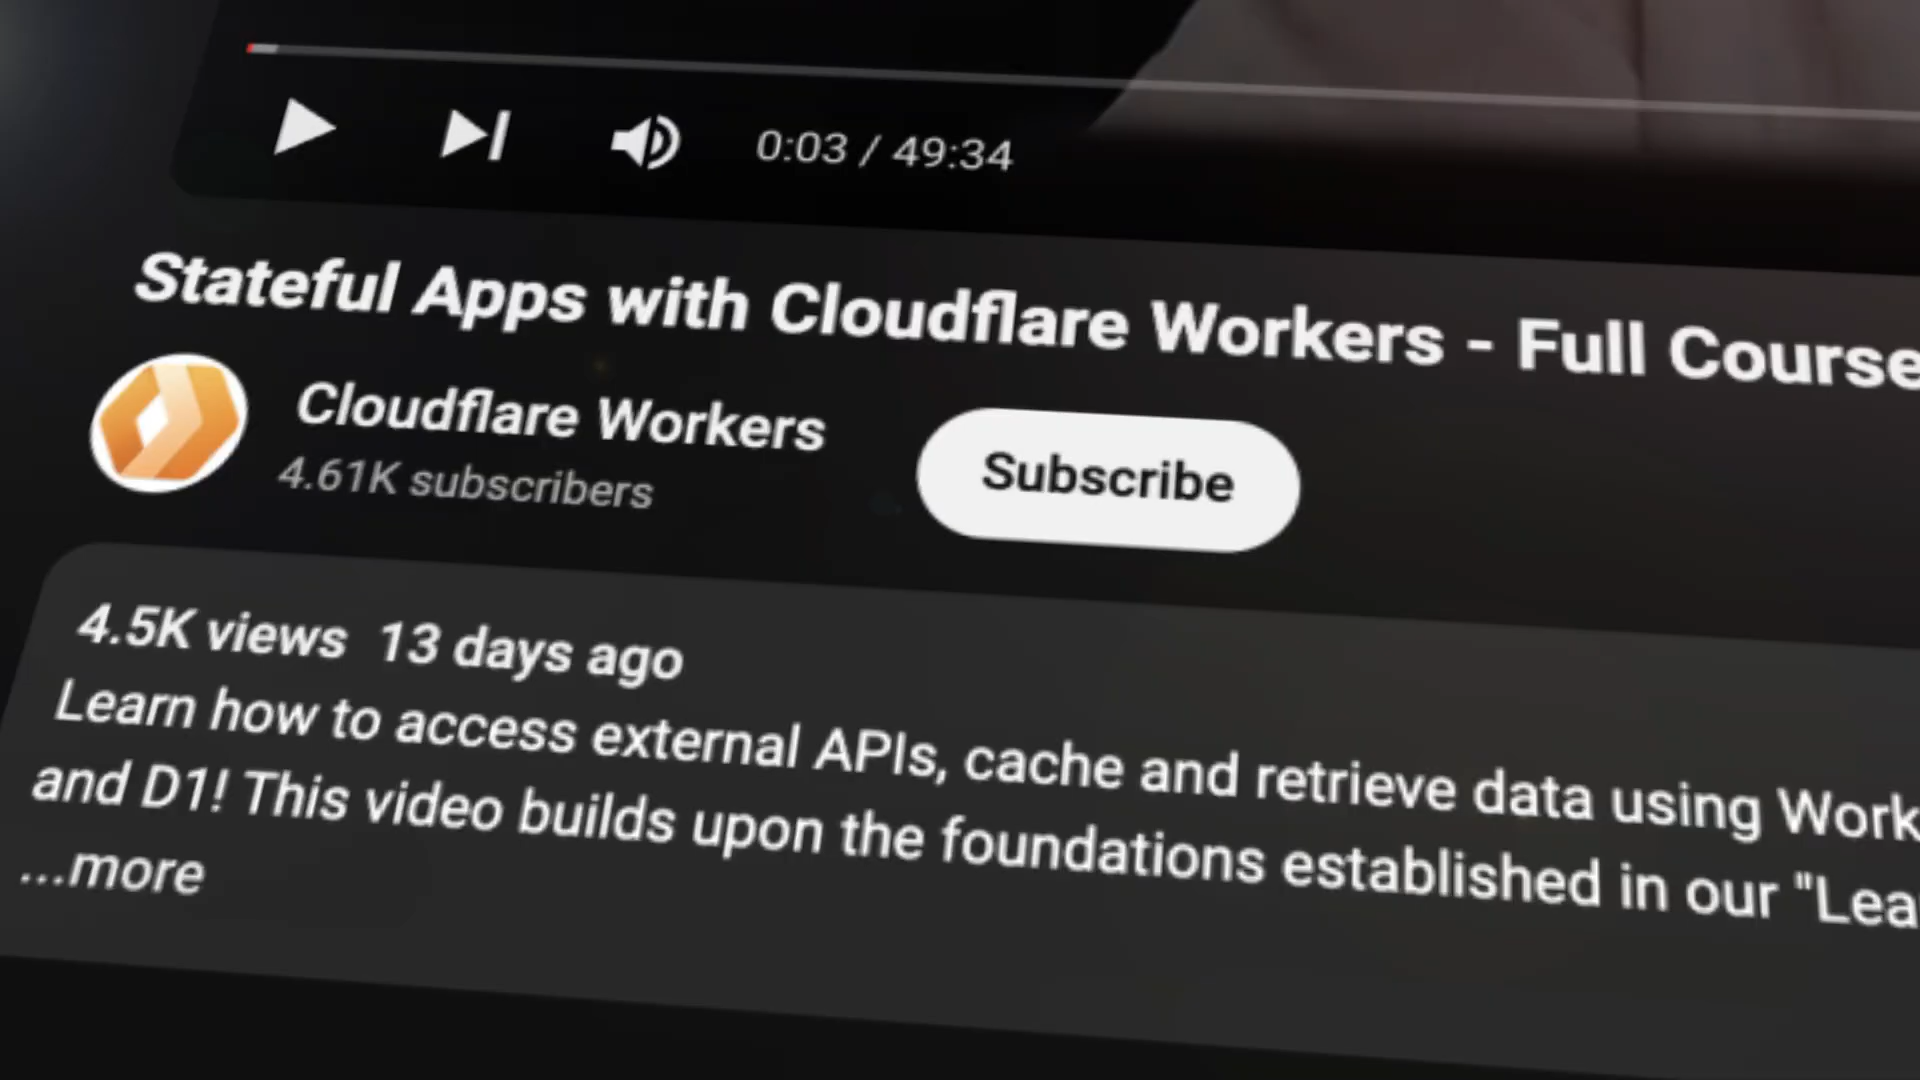 0:03 / 49:34
Stateful Apps with Cloudflare Workers - Full Course
Cloudflare Workers
4.61K subscribers
Subscribe
4.5K views 13 days ago
Learn how to access external APIs, cache and retrieve data using Work
and D1! This video builds upon the foundations established in our "Lea
...more